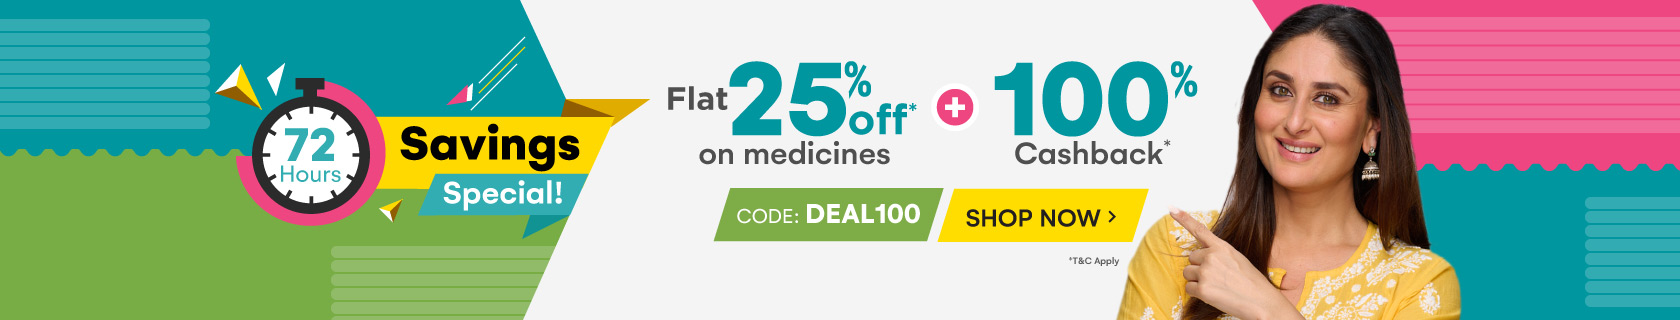 72
Hours
Savings
Special!
Flat 25% off* + 100%
on medicines Cashback*
CODE: DEAL100 SHOP NOW >
*T&C Apply